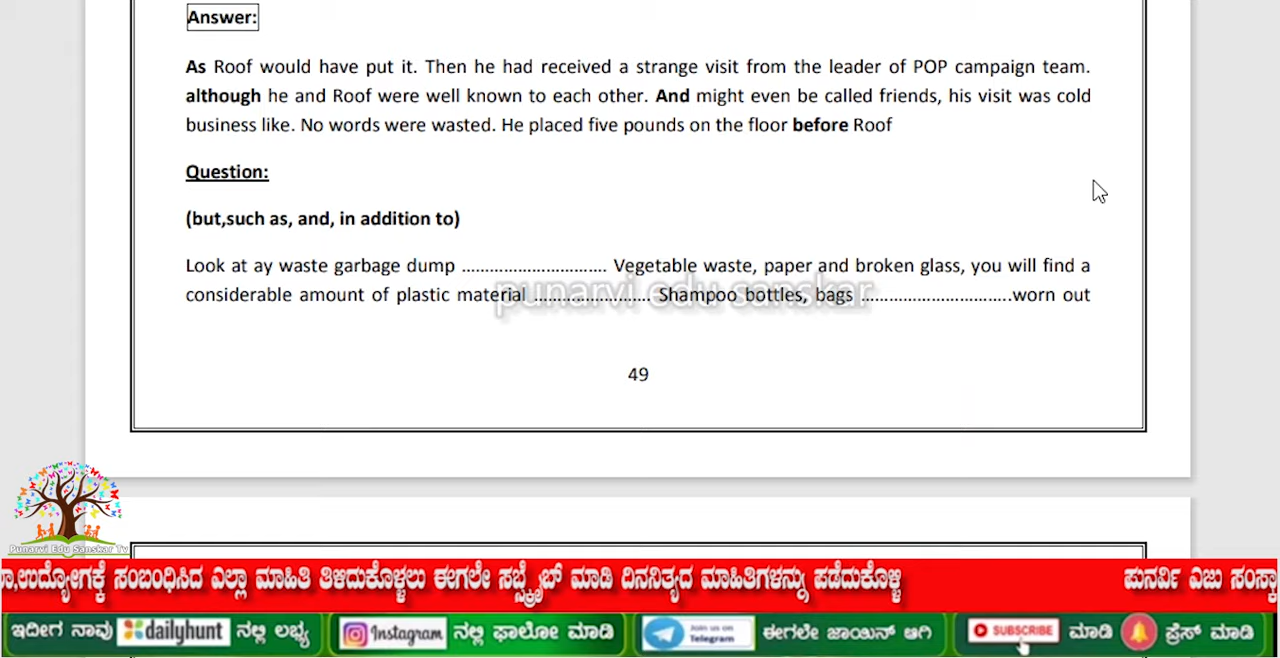 Answer:
As Roof would have put it. Then he had received a strange visit from the leader of POP campaign team.
although he and Roof were well known to each other. And might even be called friends, his visit was cold
business like. No words were wasted. He placed five pounds on the floor before Roof
Question:
(but,such as, and, in addition to)
Look at ay waste garbage dump ............................. Vegetable waste, paper and broken glass, you will find a
considerable amount of plastic material ........................ Shampoo bottles, bags ...............................worn out
punarvi edu sanskar
49
Punarvi Edu Sanskar Tv
ಉದ್ಯೋಗಕ್ಕೆ ಸಂಬಂಧಿಸಿದ ಎಲ್ಲಾ ಮಾಹಿತಿ ತಿಳಿದುಕೊಳ್ಳಲು ಈಗಲೇ ಸಬ್ಸ್ಕ್ರೈಬ್ ಮಾಡಿ ದಿನನಿತ್ಯದ ಮಾಹಿತಿಗಳನ್ನು ಪಡೆದುಕೊಳ್ಳಿ ಪುನರ್ವಿ ಎಜು
ಇದೀಗ ನಾವು dailyhunt ನಲ್ಲಿ ಲಭ್ಯ Instagram ನಲ್ಲಿ ಫಾಲೋ ಮಾಡಿ Join us on Telegram ಈಗಲೇ ಜಾಯಿನ್ ಆಗಿ SUBSCRIBE ಮಾಡಿ ಪ್ರೆಸ್ ಮಾಡಿ